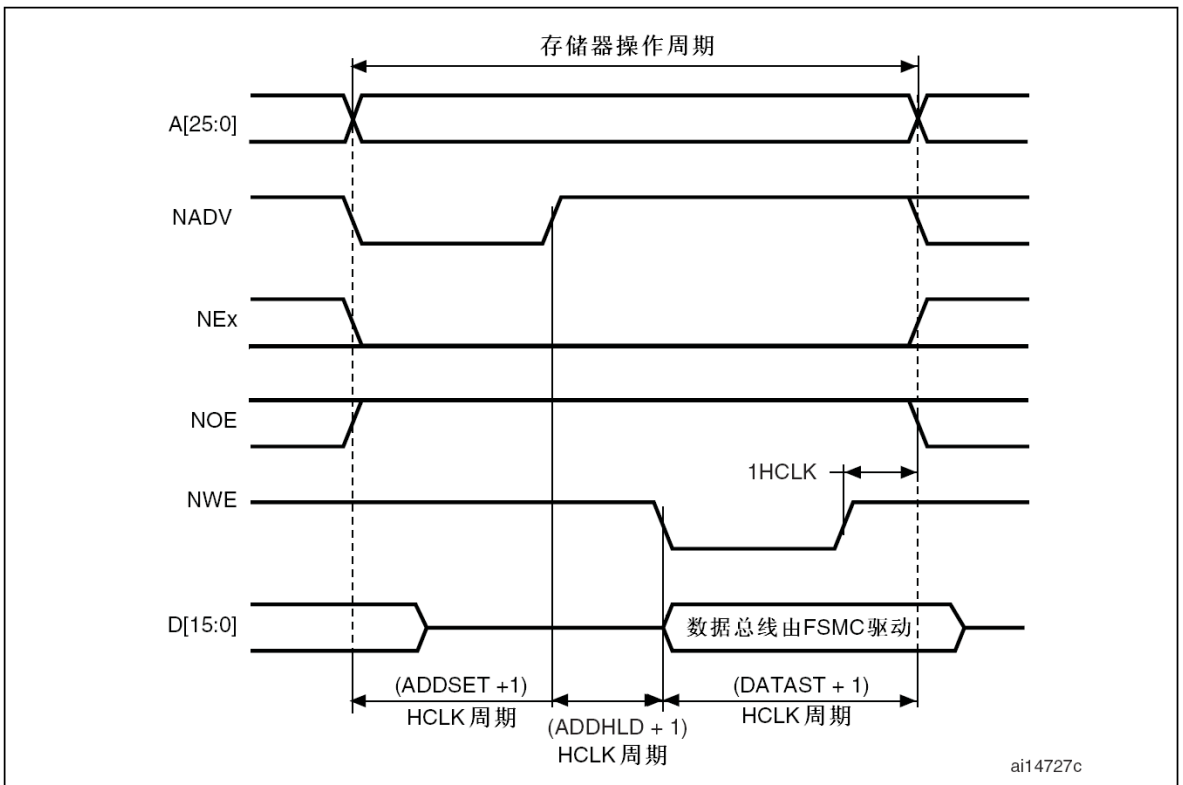 存储器操作周期
A[25:0]
NADV
NEx
NOE
1HCLK
NWE
D[15:0]
数据总线由FSMC驱动
(ADDSET +1)
HCLK 周期
(ADDHLD + 1)
HCLK 周期
(DATAST + 1)
HCLK 周期
ai14727c